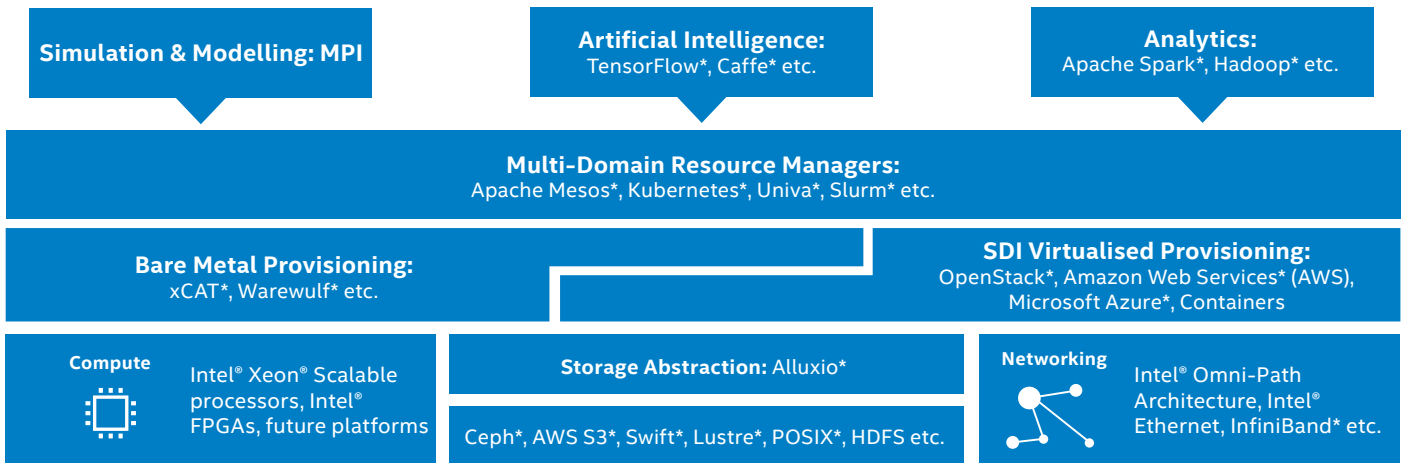 Simulation & Modelling: MPI
Artificial Intelligence:
TensorFlow*, Caffe* etc.
Analytics:
Apache Spark*, Hadoop* etc.
Multi-Domain Resource Managers:
Apache Mesos*, Kubernetes*, Univa*, Slurm* etc.
Bare Metal Provisioning:
xCAT*, Warewulf* etc.
SDI Virtualised Provisioning:
OpenStack*, Amazon Web Services* (AWS),
Microsoft Azure*, Containers
Compute
Intel® Xeon® Scalable
processors, Intel®
FPGAs, future platforms
Storage Abstraction: Alluxio*
Ceph*, AWS S3*, Swift*, Lustre*, POSIX*, HDFS etc.
Networking
Intel® Omni-Path
Architecture, Intel®
Ethernet, InfiniBand* etc.